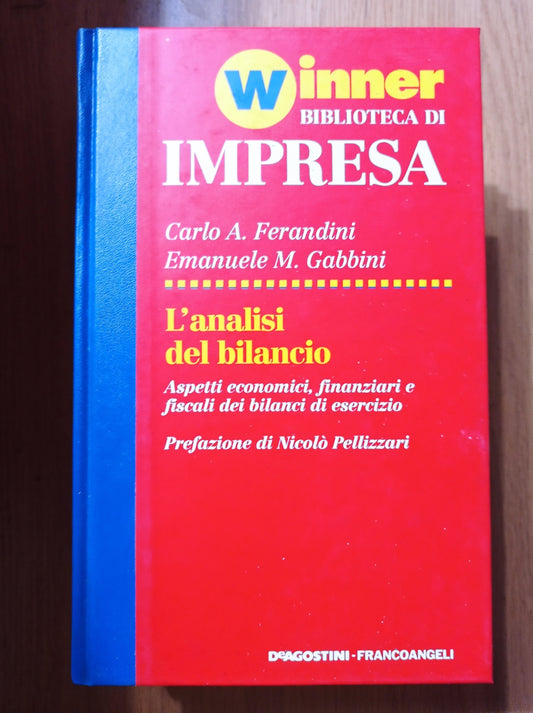 Winner
BIBLIOTECA DI
IMPRESA
Carlo A. Ferandini
Emanuele M. Gabbini
L'analisi
del bilancio
Aspetti economici, finanziari e
fiscali dei bilanci di esercizio
Prefazione di Nicolò Pellizzari
DEAGOSTINI-FRANCOANGELI